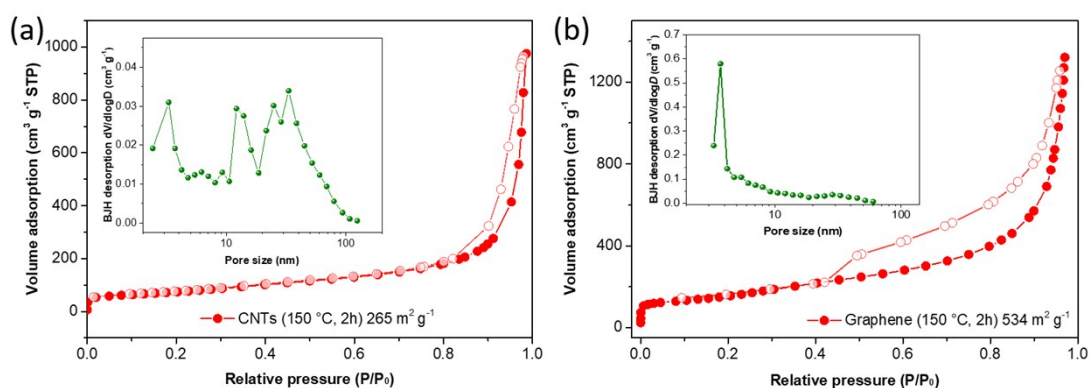 (a)
Volume adsorption (cm³ g⁻¹ STP)
1000
800
600
400
200
0
0.0 0.2 0.4 0.6 0.8 1.0
Relative pressure (P/P₀)
BJH desorption dV/dlogD (cm³ g⁻¹)
0.04
0.03
0.02
0.01
0.00
10 100
Pore size (nm)
CNTs (150 °C, 2h) 265 m² g⁻¹
(b)
Volume adsorption (cm³ g⁻¹ STP)
1200
800
400
0
0.0 0.2 0.4 0.6 0.8 1.0
Relative pressure (P/P₀)
BJH desorption dV/dlogD (cm³ g⁻¹)
0.7
0.6
0.5
0.4
0.3
0.2
0.1
0.0
10 100
Pore size (nm)
Graphene (150 °C, 2h) 534 m² g⁻¹